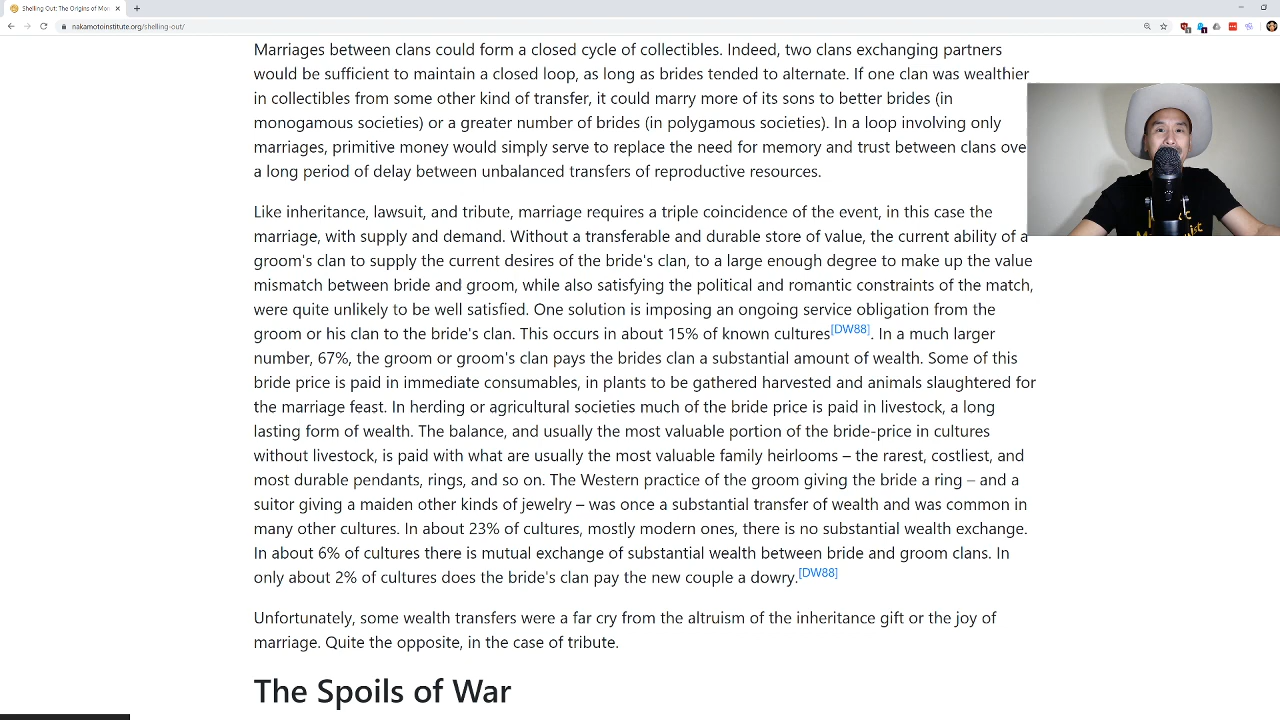 Shelling Out: The Origins of Mo
nakamotoinstitute.org/shelling-out/
Marriages between clans could form a closed cycle of collectibles. Indeed, two clans exchanging partners
would be sufficient to maintain a closed loop, as long as brides tended to alternate. If one clan was wealthier
in collectibles from some other kind of transfer, it could marry more of its sons to better brides (in
monogamous societies) or a greater number of brides (in polygamous societies). In a loop involving only
marriages, primitive money would simply serve to replace the need for memory and trust between clans ove
a long period of delay between unbalanced transfers of reproductive resources.
Like inheritance, lawsuit, and tribute, marriage requires a triple coincidence of the event, in this case the
marriage, with supply and demand. Without a transferable and durable store of value, the current ability of a
groom's clan to supply the current desires of the bride's clan, to a large enough degree to make up the value
mismatch between bride and groom, while also satisfying the political and romantic constraints of the match,
were quite unlikely to be well satisfied. One solution is imposing an ongoing service obligation from the
groom or his clan to the bride's clan. This occurs in about 15% of known cultures[DW88]. In a much larger
number, 67%, the groom or groom's clan pays the brides clan a substantial amount of wealth. Some of this
bride price is paid in immediate consumables, in plants to be gathered harvested and animals slaughtered for
the marriage feast. In herding or agricultural societies much of the bride price is paid in livestock, a long
lasting form of wealth. The balance, and usually the most valuable portion of the bride-price in cultures
without livestock, is paid with what are usually the most valuable family heirlooms – the rarest, costliest, and
most durable pendants, rings, and so on. The Western practice of the groom giving the bride a ring – and a
suitor giving a maiden other kinds of jewelry – was once a substantial transfer of wealth and was common in
many other cultures. In about 23% of cultures, mostly modern ones, there is no substantial wealth exchange.
In about 6% of cultures there is mutual exchange of substantial wealth between bride and groom clans. In
only about 2% of cultures does the bride's clan pay the new couple a dowry.[DW88]
Unfortunately, some wealth transfers were a far cry from the altruism of the inheritance gift or the joy of
marriage. Quite the opposite, in the case of tribute.
The Spoils of War